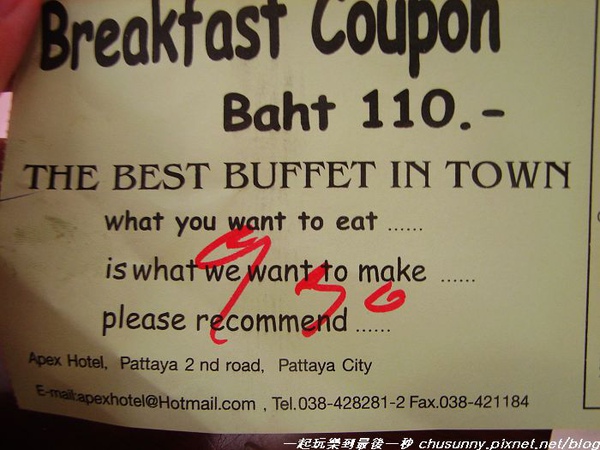 Breakfast Coupon
Baht 110.-
THE BEST BUFFET IN TOWN
what you want to eat ......
is what we want to make ......
please recommend ......
930
Apex Hotel, Pattaya 2 nd road, Pattaya City
E-mail:apexhotel@Hotmail.com , Tel.038-428281-2 Fax.038-421184
一起玩樂到最後一秒 chusunny.pixnet.net/blog